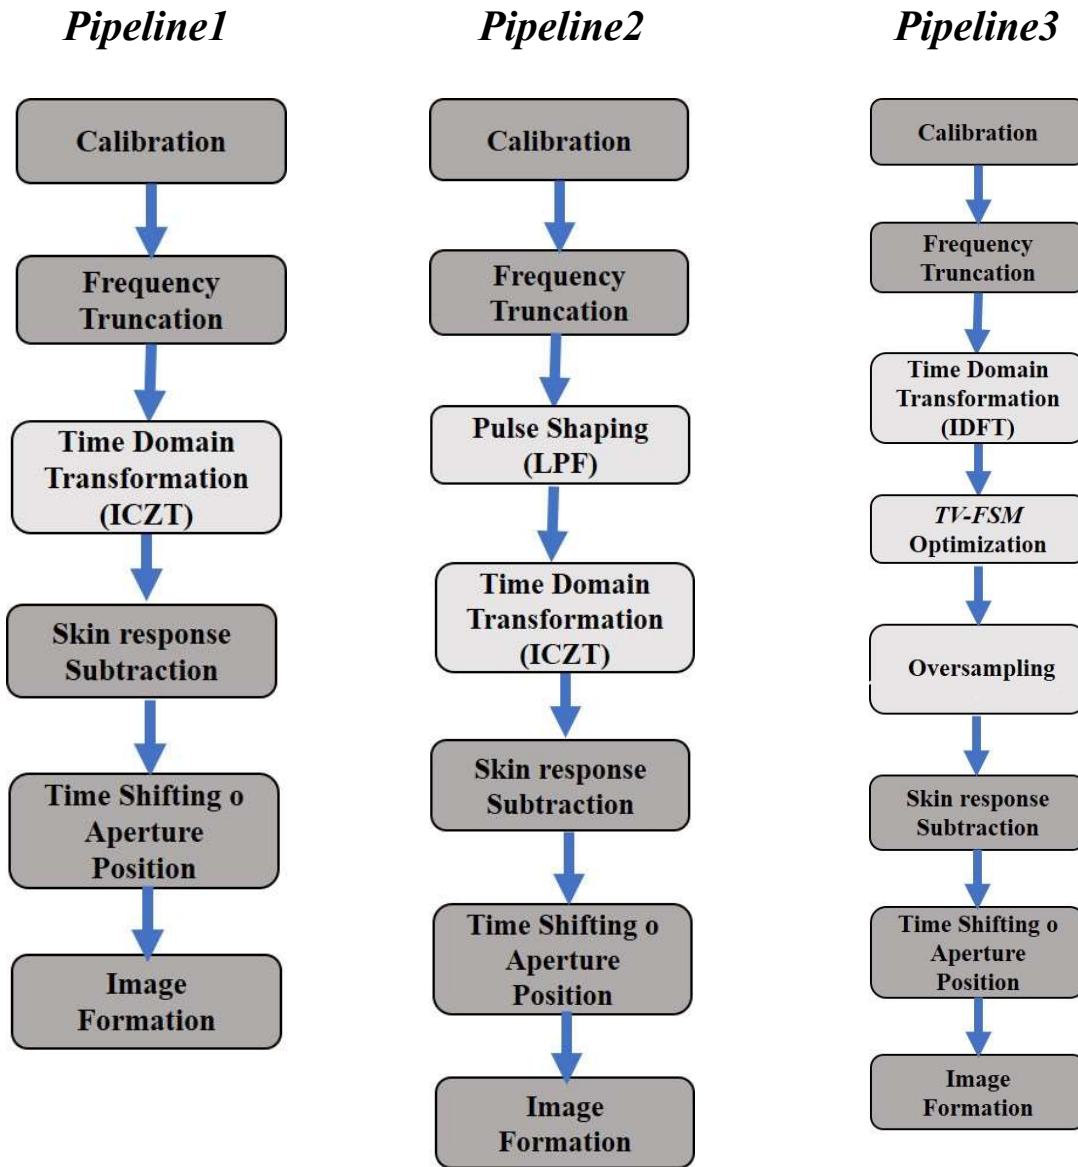 Pipeline1
Calibration
Frequency
Truncation
Time Domain
Transformation
(ICZT)
Skin response
Subtraction
Time Shifting o
Aperture
Position
Image
Formation
Pipeline2
Calibration
Frequency
Truncation
Pulse Shaping
(LPF)
Time Domain
Transformation
(ICZT)
Skin response
Subtraction
Time Shifting o
Aperture
Position
Image
Formation
Pipeline3
Calibration
Frequency
Truncation
Time Domain
Transformation
(IDFT)
TV-FSM
Optimization
Oversampling
Skin response
Subtraction
Time Shifting o
Aperture
Position
Image
Formation